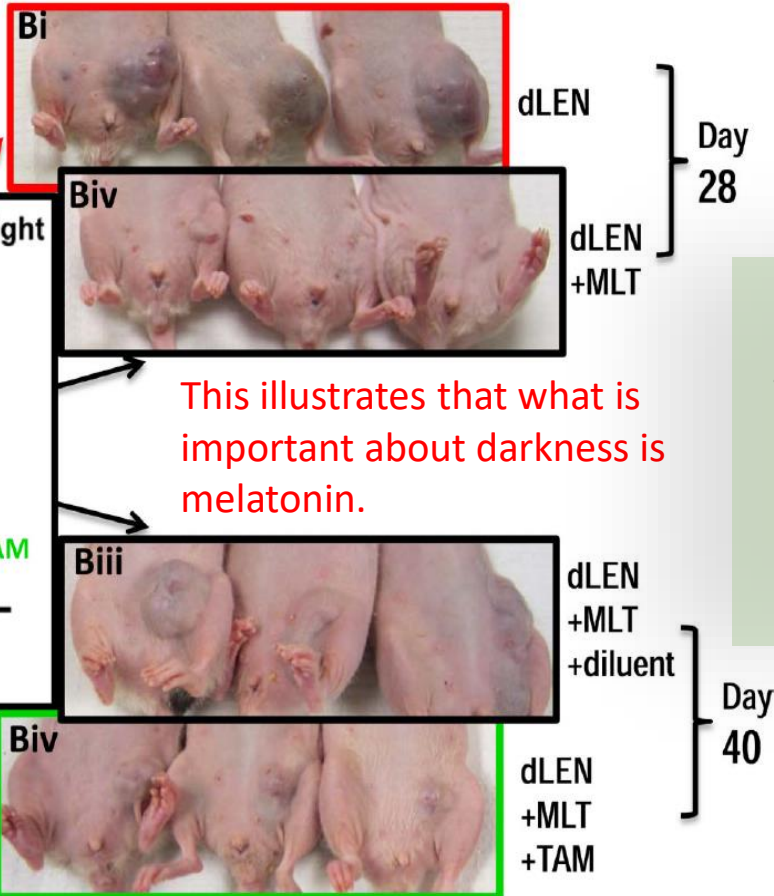 Bi
dLEN
Day
28
Biv
ght
dLEN
+MLT
This illustrates that what is
important about darkness is
melatonin.
AM
Biii
dLEN
+MLT
+diluent
Day
40
Biv
dLEN
+MLT
+TAM